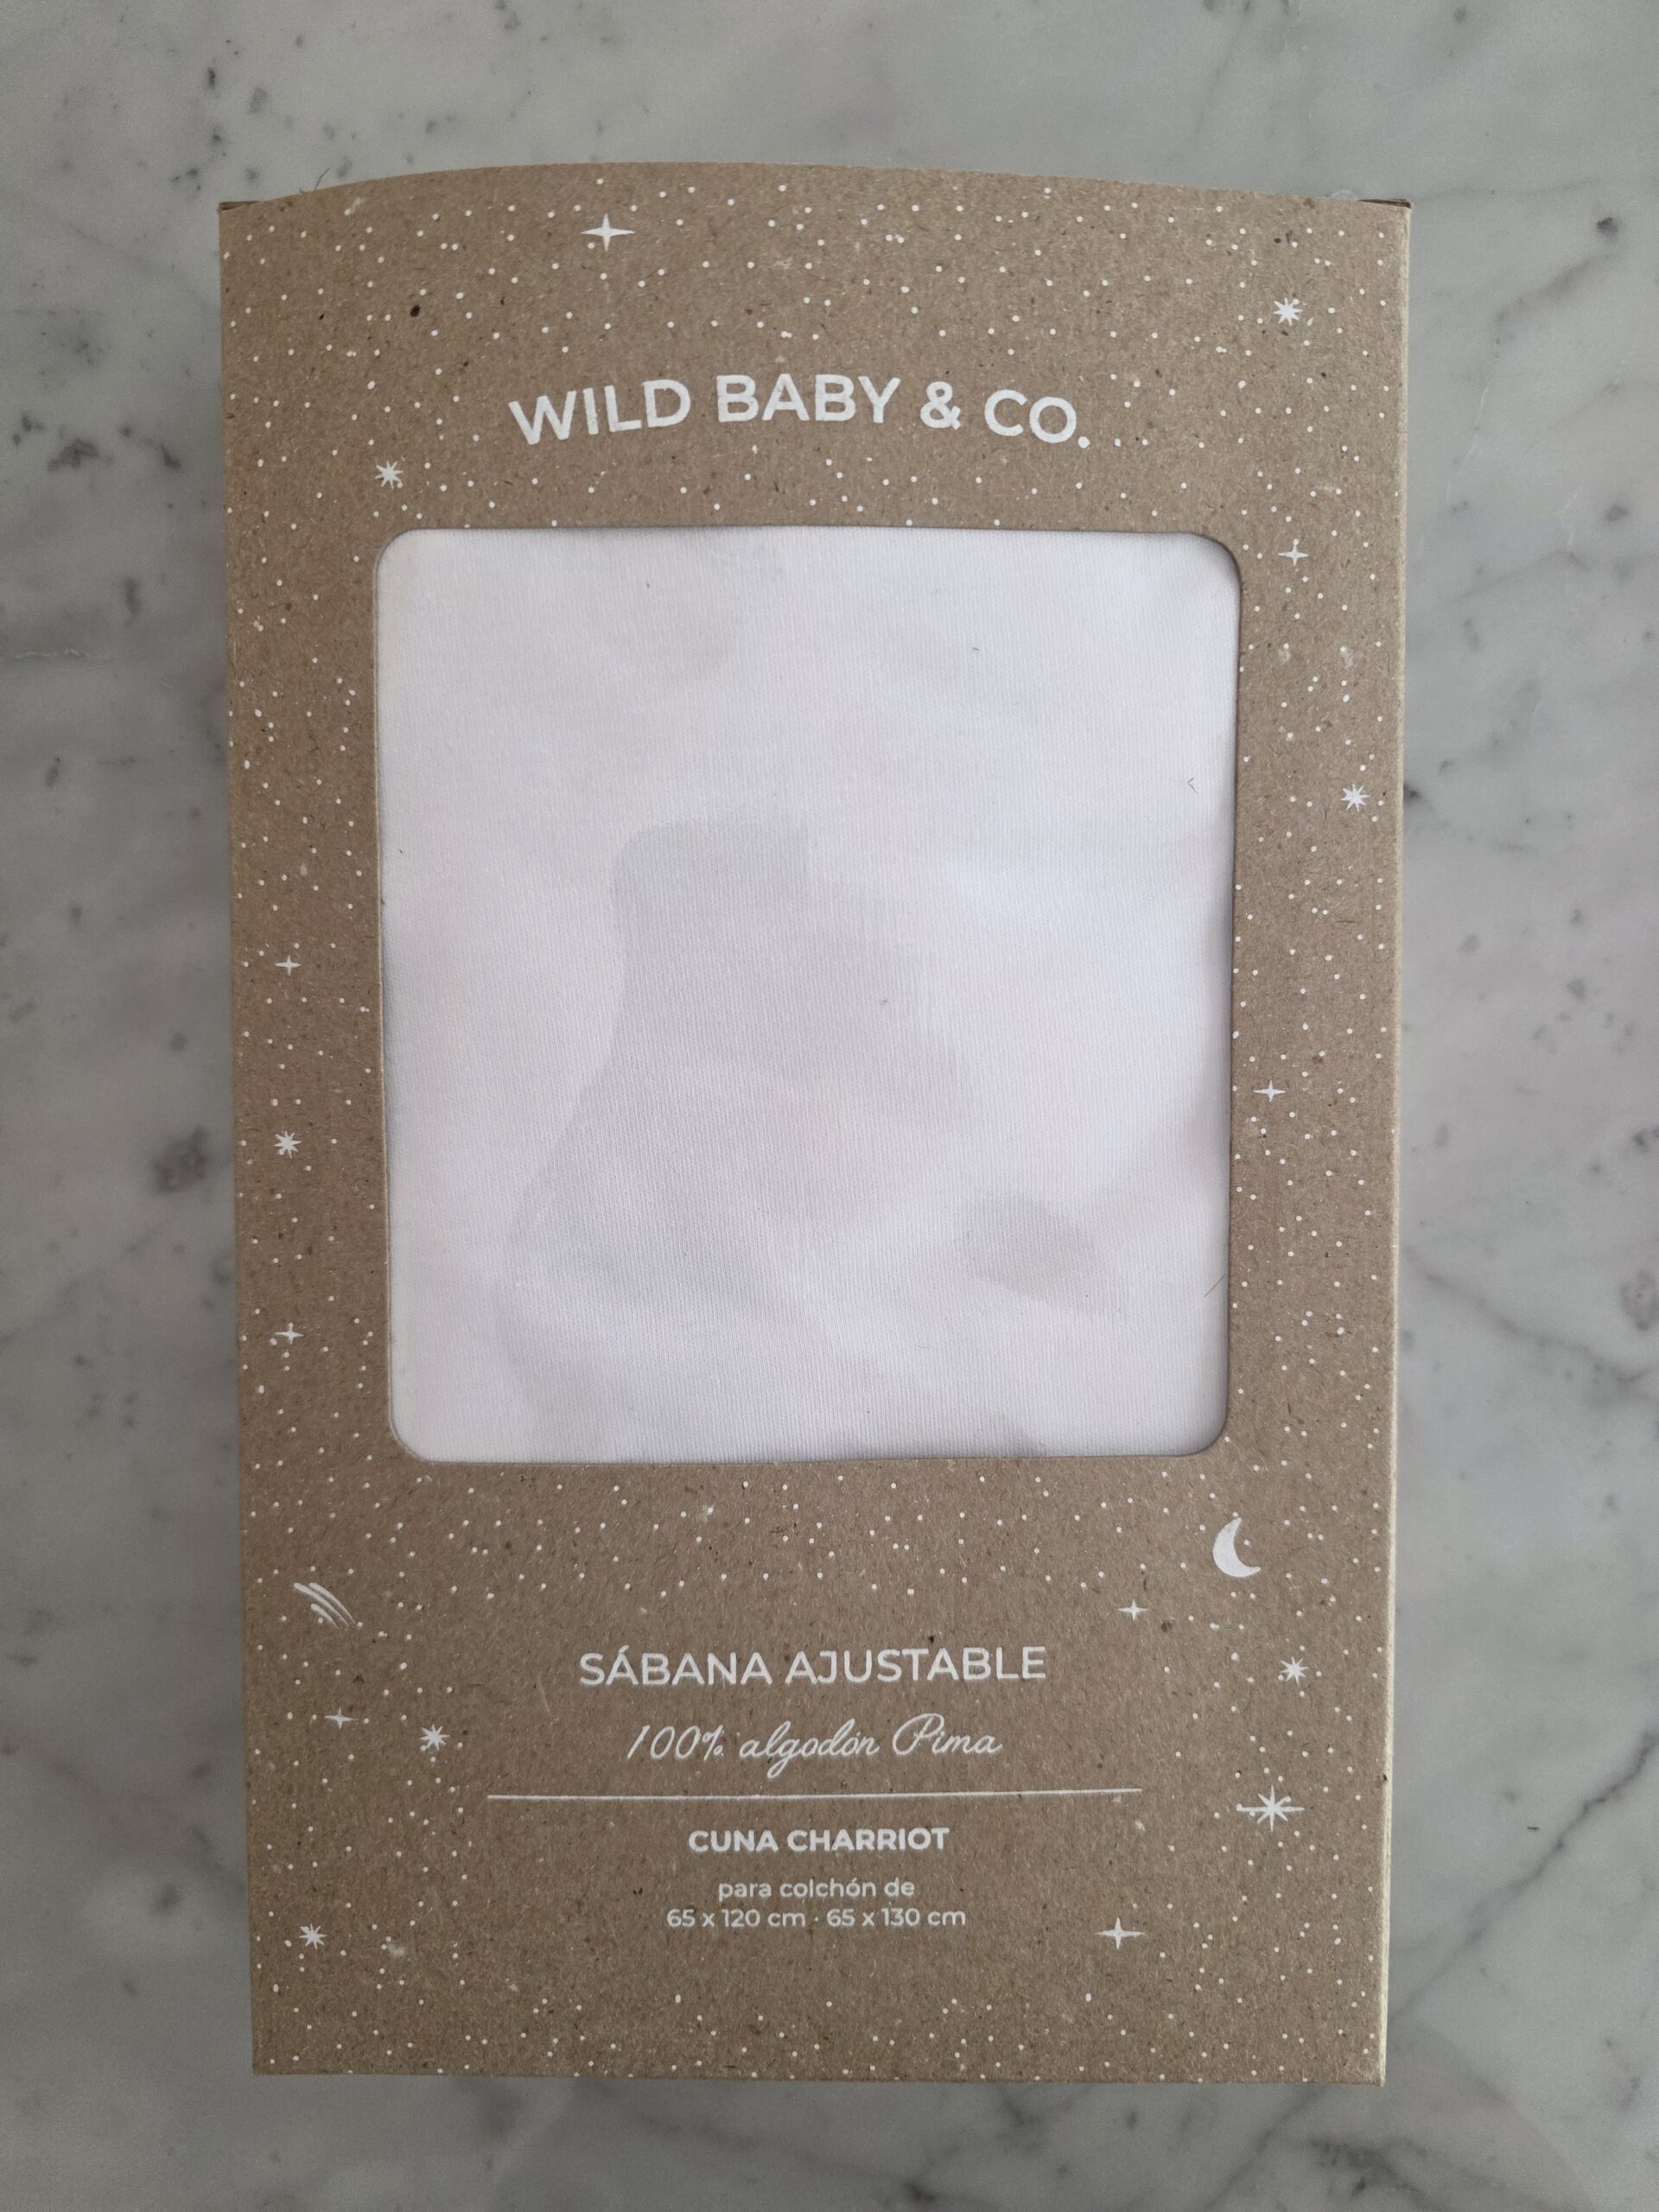 WILD BABY & CO.
SÁBANA AJUSTABLE
100% algodón Pima
CUNA CHARRIOT
para colchón de
65 x 120 cm · 65 x 130 cm